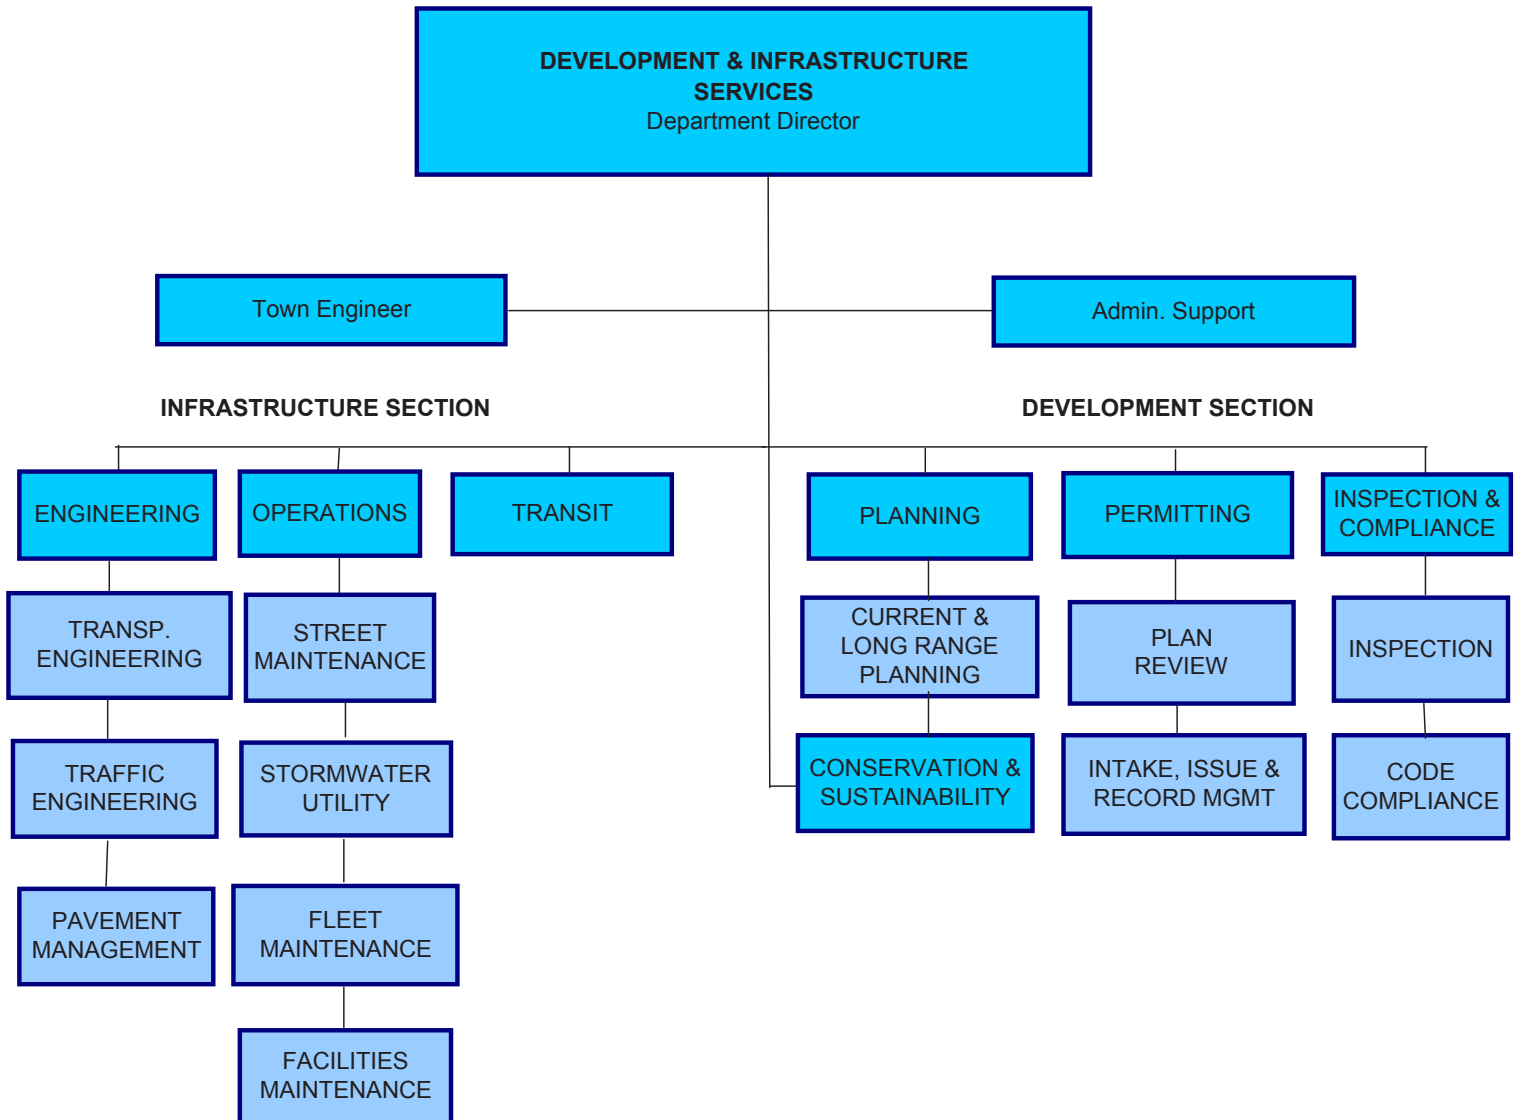 DEVELOPMENT & INFRASTRUCTURE
SERVICES
Department Director
Town Engineer
Admin. Support
INFRASTRUCTURE SECTION
DEVELOPMENT SECTION
ENGINEERING
OPERATIONS
TRANSIT
PLANNING
PERMITTING
INSPECTION &
COMPLIANCE
TRANSP.
ENGINEERING
STREET
MAINTENANCE
CURRENT &
LONG RANGE
PLANNING
PLAN
REVIEW
INSPECTION
TRAFFIC
ENGINEERING
STORMWATER
UTILITY
CONSERVATION &
SUSTAINABILITY
INTAKE, ISSUE &
RECORD MGMT
CODE
COMPLIANCE
PAVEMENT
MANAGEMENT
FLEET
MAINTENANCE
FACILITIES
MAINTENANCE